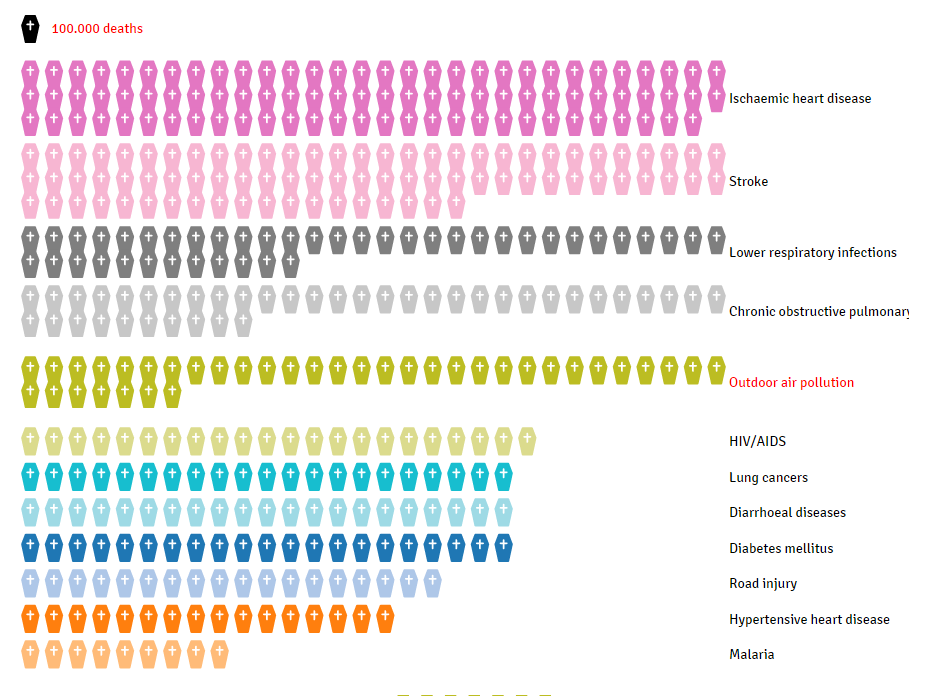 100.000 deaths
Ischaemic heart disease
Stroke
Lower respiratory infections
Chronic obstructive pulmonary
Outdoor air pollution
HIV/AIDS
Lung cancers
Diarrhoeal diseases
Diabetes mellitus
Road injury
Hypertensive heart disease
Malaria